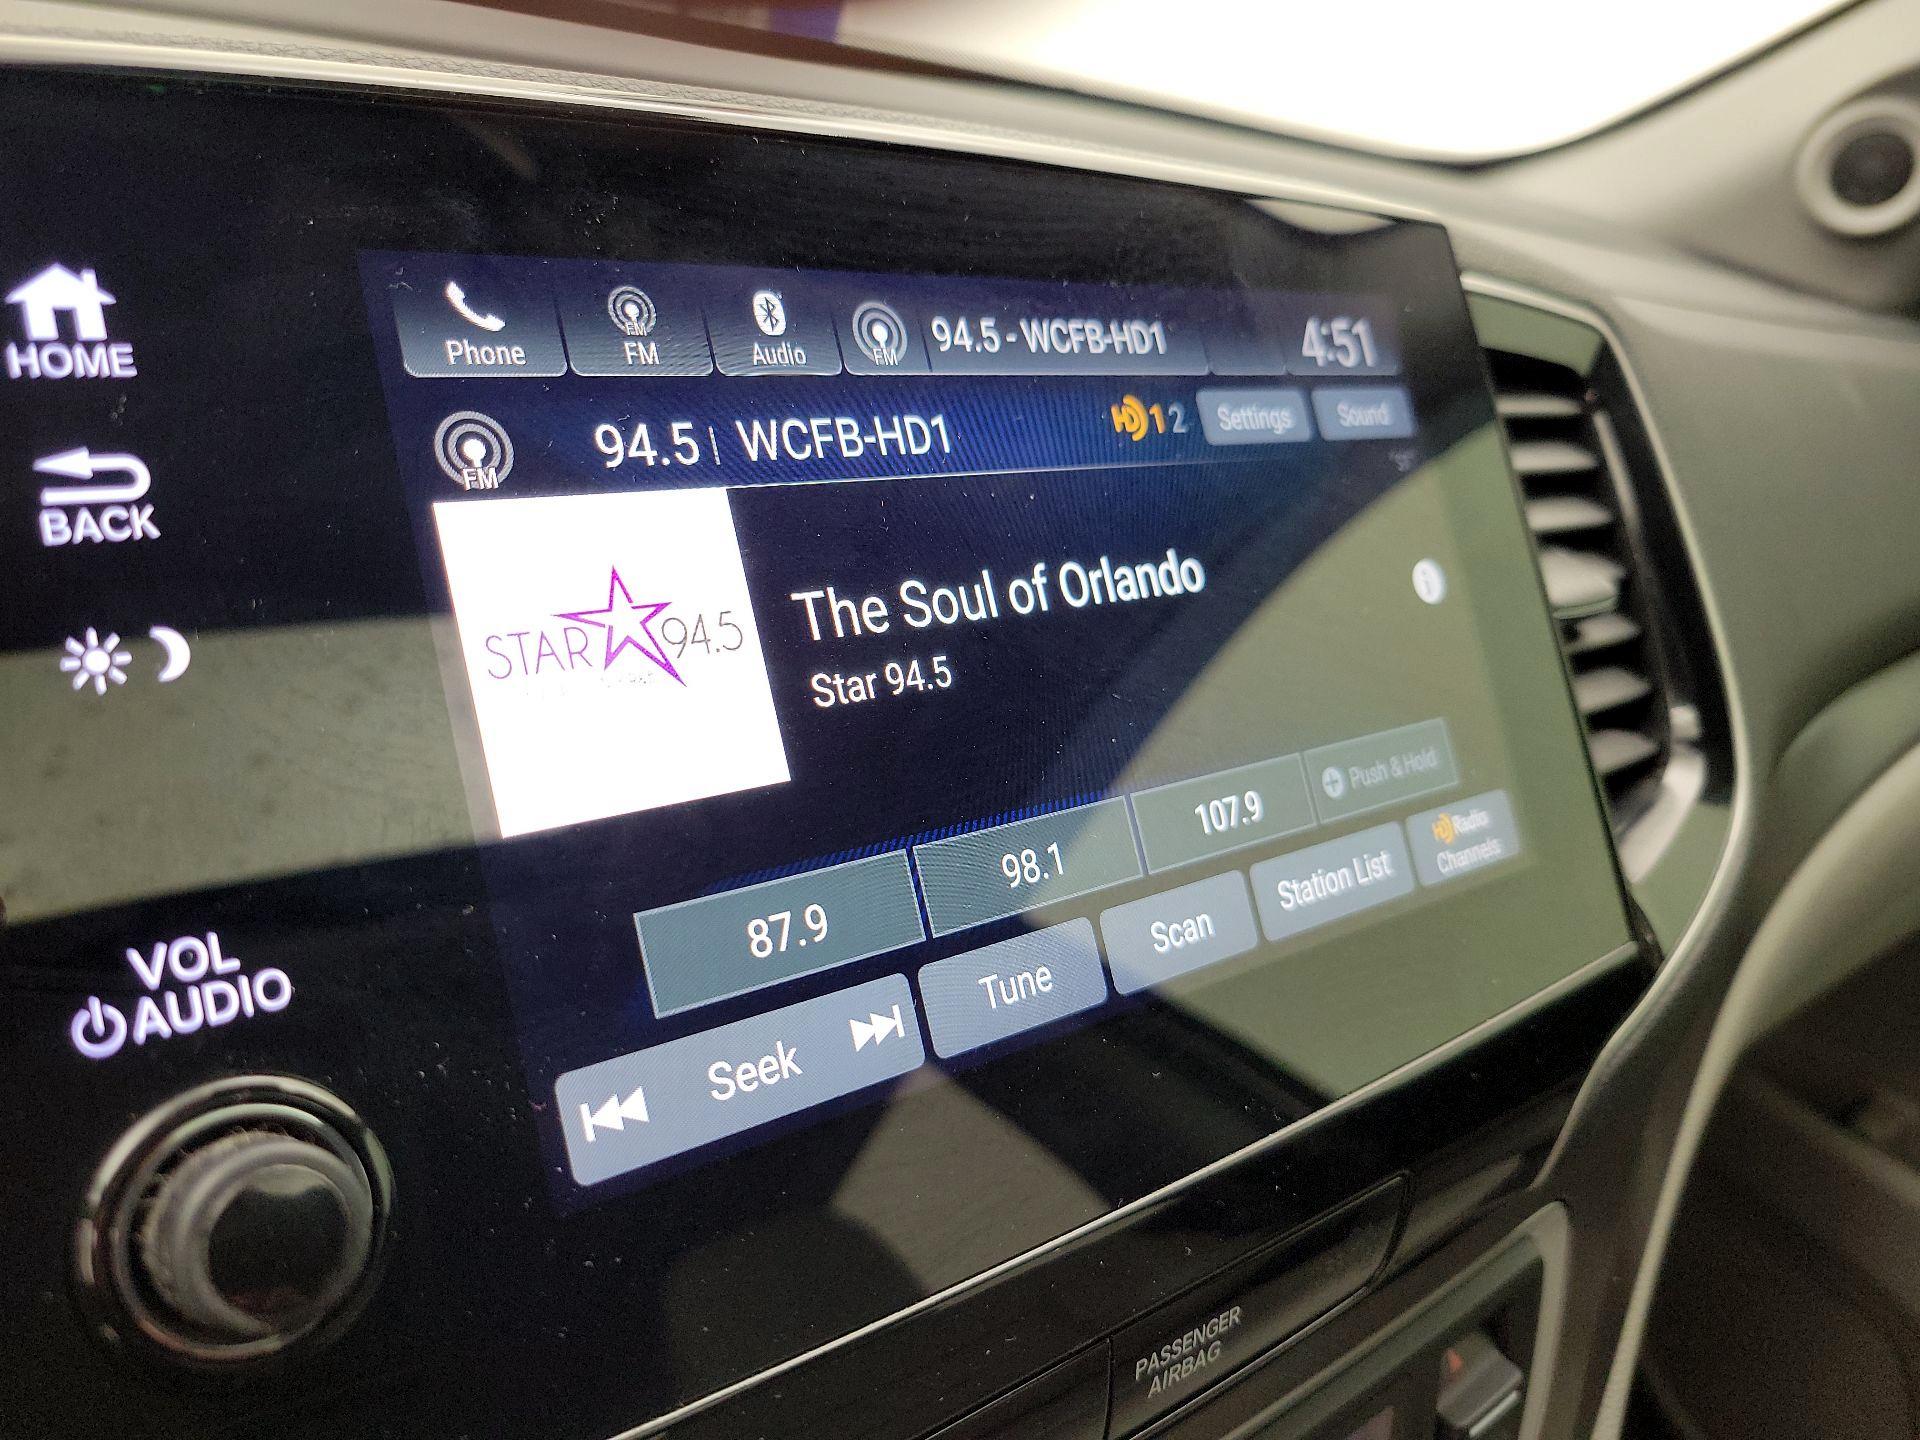 HOME
BACK
VOL
AUDIO
Phone
FM
FM
Audio
FM
94.5 - WCFB-HD1
4:51
FM
94.5 | WCFB-HD1
HD 1 2
Settings
Sound
STAR 94.5
The Soul of Orlando
Star 94.5
i
87.9
98.1
107.9
Push & Hold
Seek
Tune
Scan
Station List
HD Radio
Channels
PASSENGER
AIRBAG